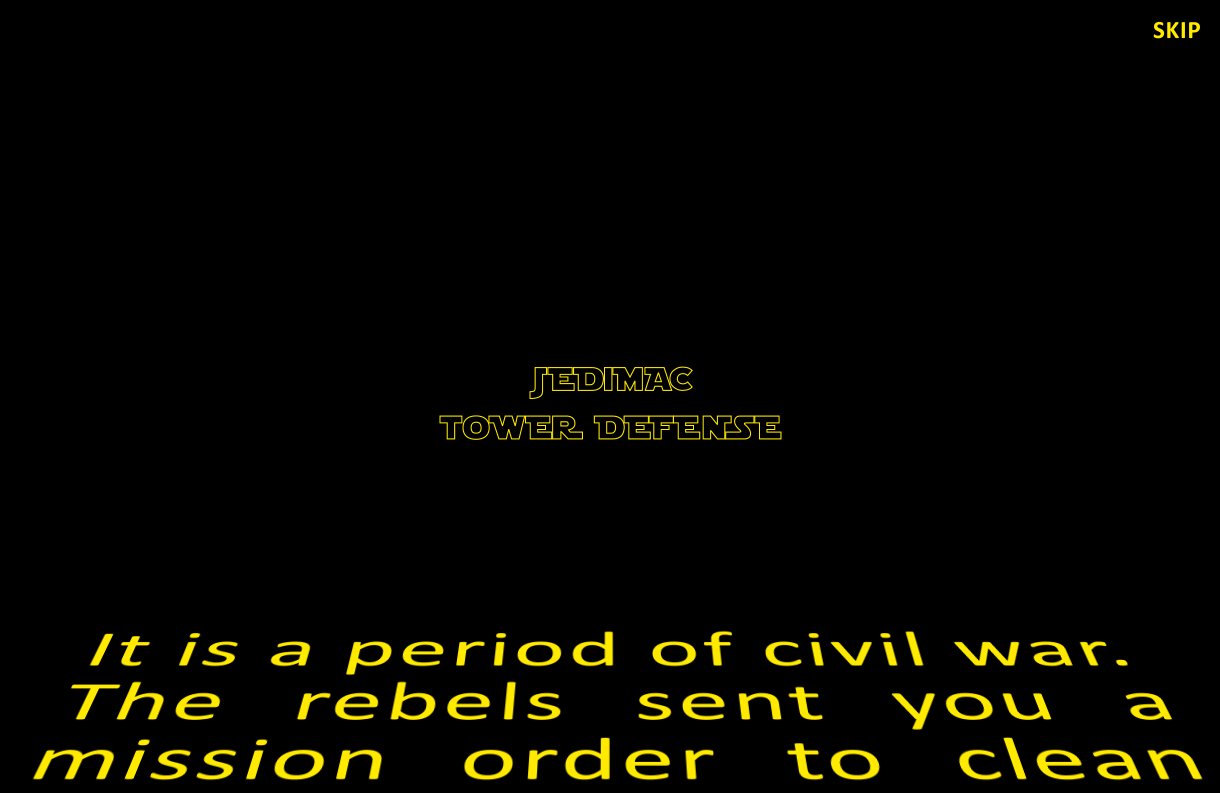 SKIP
JEDIMAC
TOWER DEFENSE
It is a period of civil war.
The rebels sent you a
mission order to clean